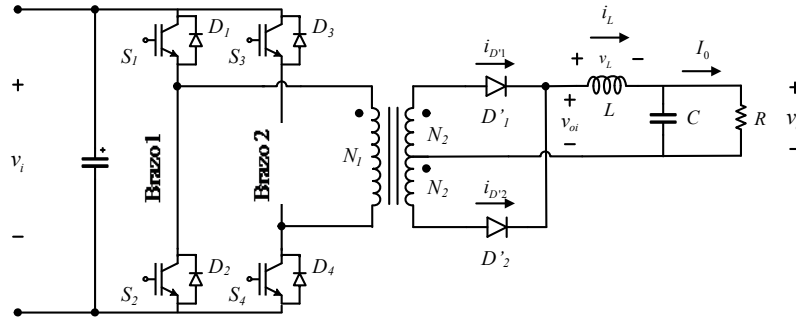 D1
D3
S1
S3
iL
iD'1
+ vL −
I0
+
+
+
D'1
L
voi
C
R
v
−
−
vi
+
Brazo 1
Brazo 2
N1
N2
N2
iD'2
−
D2
D4
S2
S4
D'2